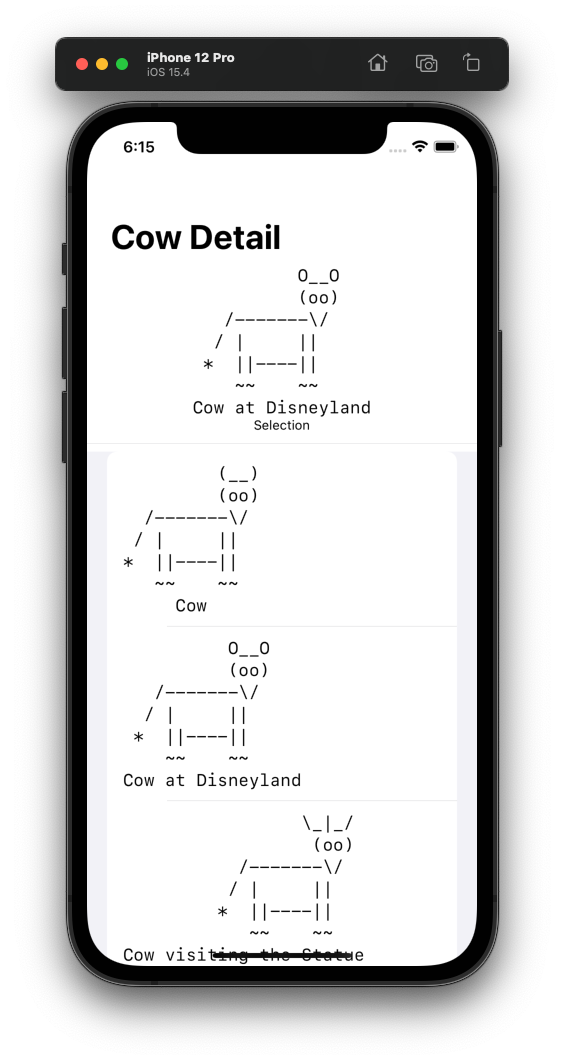 iPhone 12 Pro
iOS 15.4
6:15
Cow Detail
          O__O
          (oo)
   /-------\/
  / |     ||
 *  ||----||
    ~~    ~~
Cow at Disneyland
Selection
         (__)
         (oo)
  /-------\/
 / |     ||
*  ||----||
   ~~    ~~
     Cow
          O__O
          (oo)
   /-------\/
  / |     ||
 *  ||----||
    ~~    ~~
Cow at Disneyland
                 \_|_/
                  (oo)
           /-------\/
          / |     ||
         *  ||----||
            ~~    ~~
Cow visiting the Statue